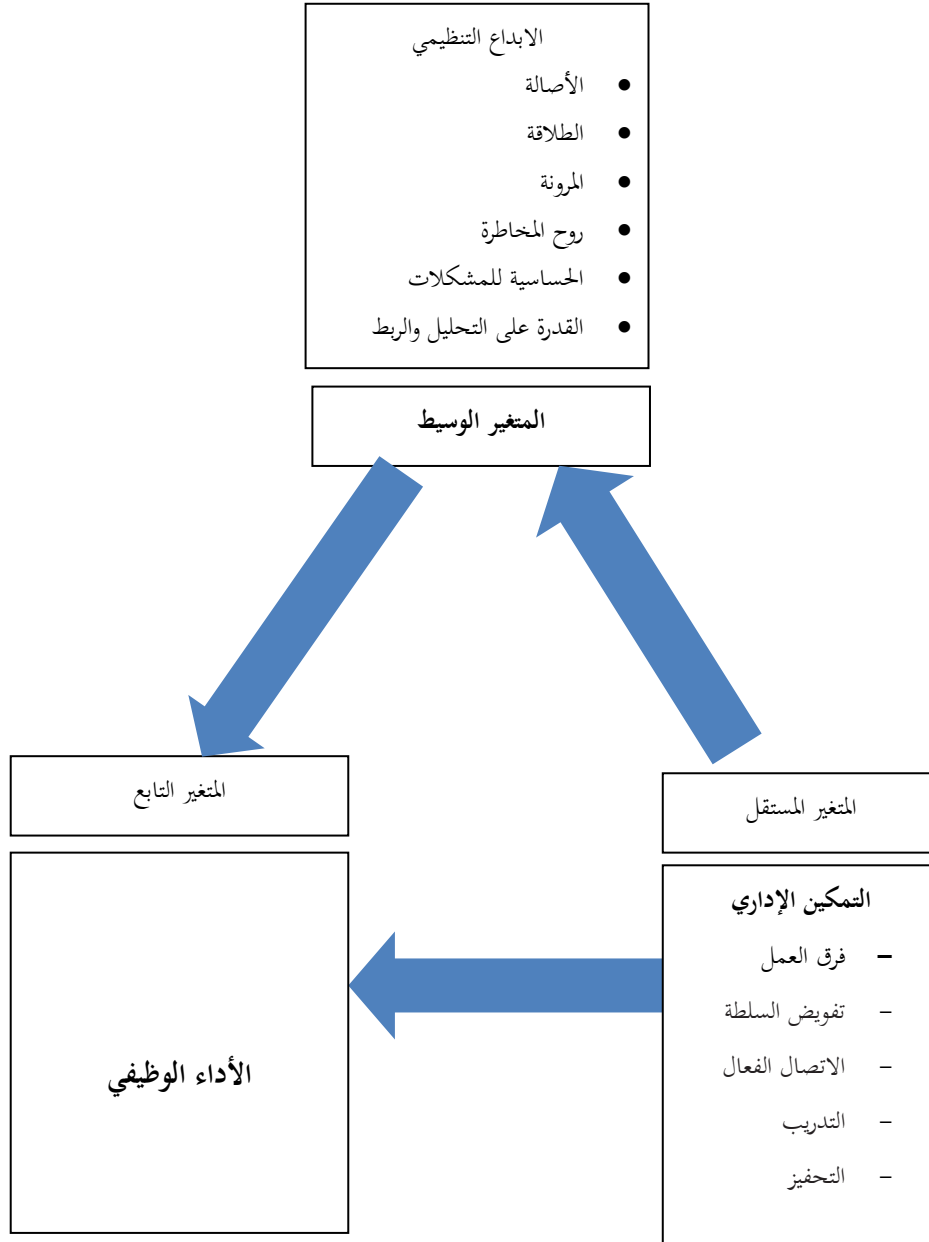 الابداع التنظيمي
● الأصالة
● الطلاقة
● المرونة
● روح المخاطرة
● الحساسية للمشكلات
● القدرة على التحليل والربط
المتغير الوسيط
المتغير المستقل
التمكين الإداري
– فرق العمل
– تفويض السلطة
– الاتصال الفعال
– التدريب
– التحفيز
المتغير التابع
الأداء الوظيفي